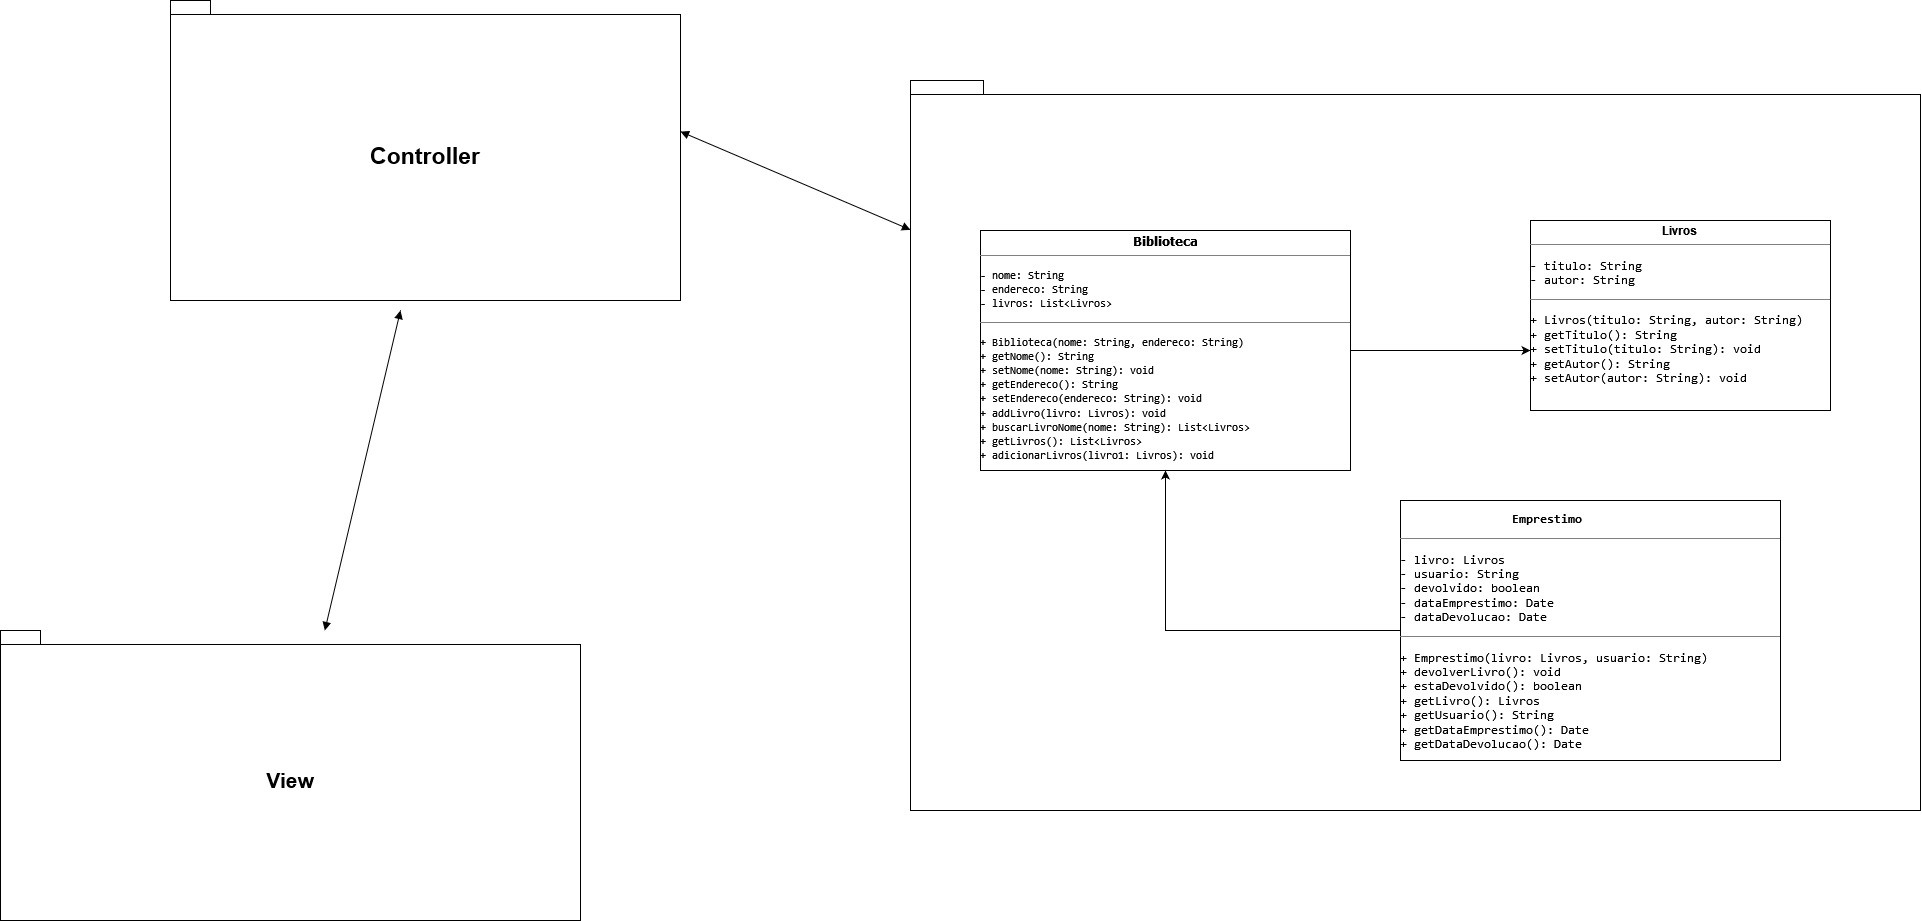 Controller
Biblioteca
- nome: String
- endereco: String
- livros: List<Livros>
+ Biblioteca(nome: String, endereco: String)
+ getNome(): String
+ setNome(nome: String): void
+ getEndereco(): String
+ setEndereco(endereco: String): void
+ addLivro(livro: Livros): void
+ buscarLivroNome(nome: String): List<Livros>
+ getLivros(): List<Livros>
+ adicionarLivros(livro1: Livros): void
Livros
- titulo: String
- autor: String
+ Livros(titulo: String, autor: String)
+ getTitulo(): String
+ setTitulo(titulo: String): void
+ getAutor(): String
+ setAutor(autor: String): void
Emprestimo
- livro: Livros
- usuario: String
- devolvido: boolean
- dataEmprestimo: Date
- dataDevolucao: Date
+ Emprestimo(livro: Livros, usuario: String)
+ devolverLivro(): void
+ estaDevolvido(): boolean
+ getLivro(): Livros
+ getUsuario(): String
+ getDataEmprestimo(): Date
+ getDataDevolucao(): Date
View